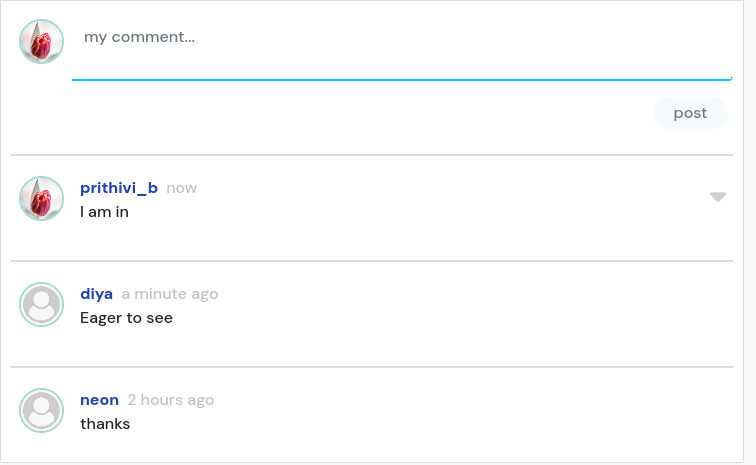 my comment...
post
prithivi_b now
I am in
diya a minute ago
Eager to see
neon 2 hours ago
thanks